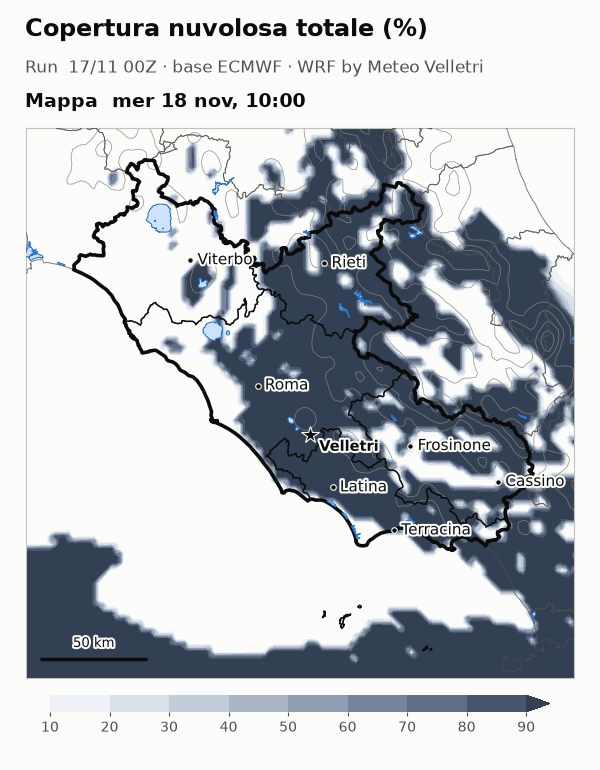 Copertura nuvolosa totale (%)
Run  17/11 00Z · base ECMWF · WRF by Meteo Velletri
Mappa  mer 18 nov, 10:00
Viterbo
Rieti
Roma
Velletri
Frosinone
Latina
Cassino
Terracina
50 km
10 20 30 40 50 60 70 80 90